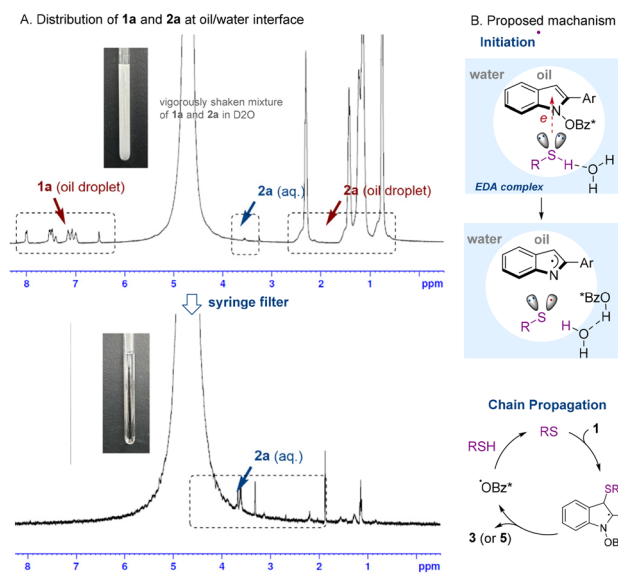 A. Distribution of 1a and 2a at oil/water interface
vigorously shaken mixture
of 1a and 2a in D2O
1a (oil droplet)
2a (aq.)
2a (oil droplet)
8 7 6 5 4 3 2 1 ppm
syringe filter
2a (aq.)
8 7 6 5 4 3 2 1 ppm
B. Proposed machanism
Initiation
water oil
Ar
N
OBz*
e
S
R H
O
H
H
EDA complex
water oil
Ar
N
*BzO
H
S
R
H
O
H
Chain Propagation
RS
RSH
1
•OBz*
SR
N
OB
3 (or 5)